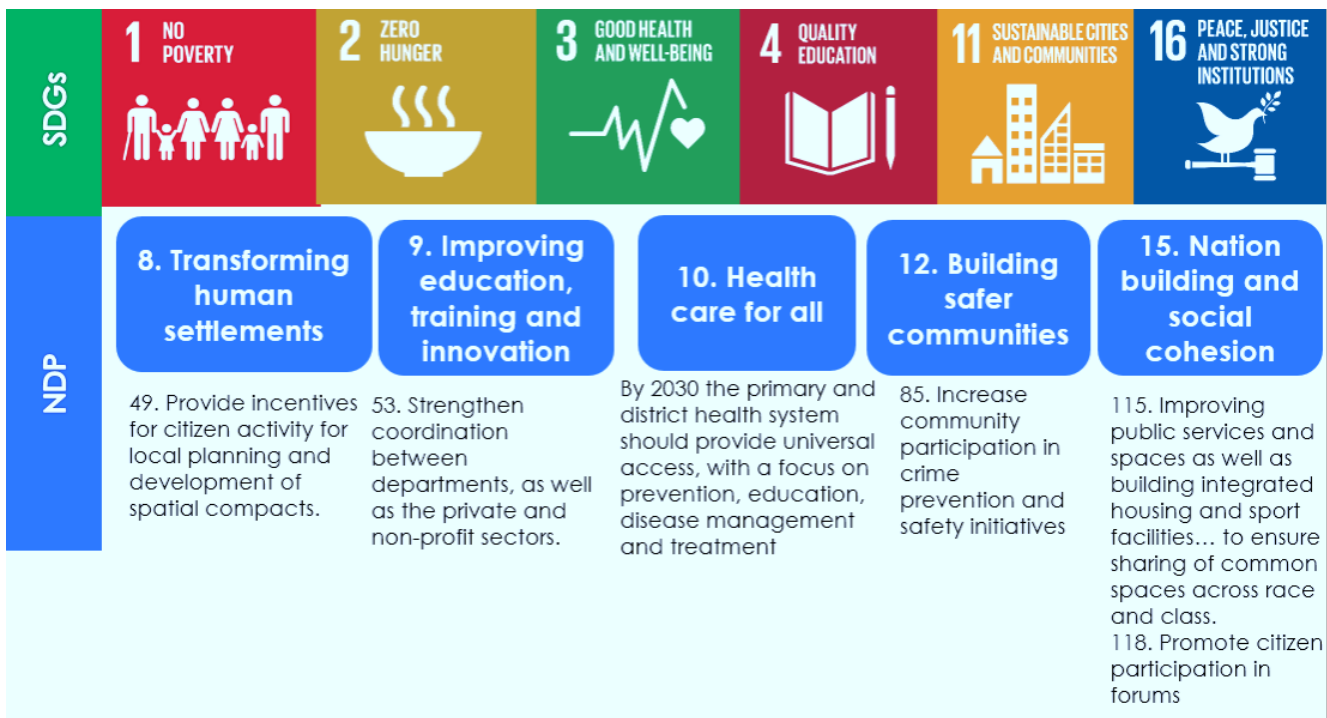 SDGs
1 NO
POVERTY
2 ZERO
HUNGER
3 GOOD HEALTH
AND WELL-BEING
4 QUALITY
EDUCATION
11 SUSTAINABLE CITIES
AND COMMUNITIES
16 PEACE, JUSTICE
AND STRONG
INSTITUTIONS
NDP
8. Transforming
human
settlements
49. Provide incentives
for citizen activity for
local planning and
development of
spatial compacts.
9. Improving
education,
training and
innovation
53. Strengthen
coordination
between
departments, as well
as the private and
non-profit sectors.
10. Health
care for all
By 2030 the primary and
district health system
should provide universal
access, with a focus on
prevention, education,
disease management
and treatment
12. Building
safer
communities
85. Increase
community
participation in
crime
prevention and
safety initiatives
15. Nation
building and
social
cohesion
115. Improving
public services and
spaces as well as
building integrated
housing and sport
facilities… to ensure
sharing of common
spaces across race
and class.
118. Promote citizen
participation in
forums